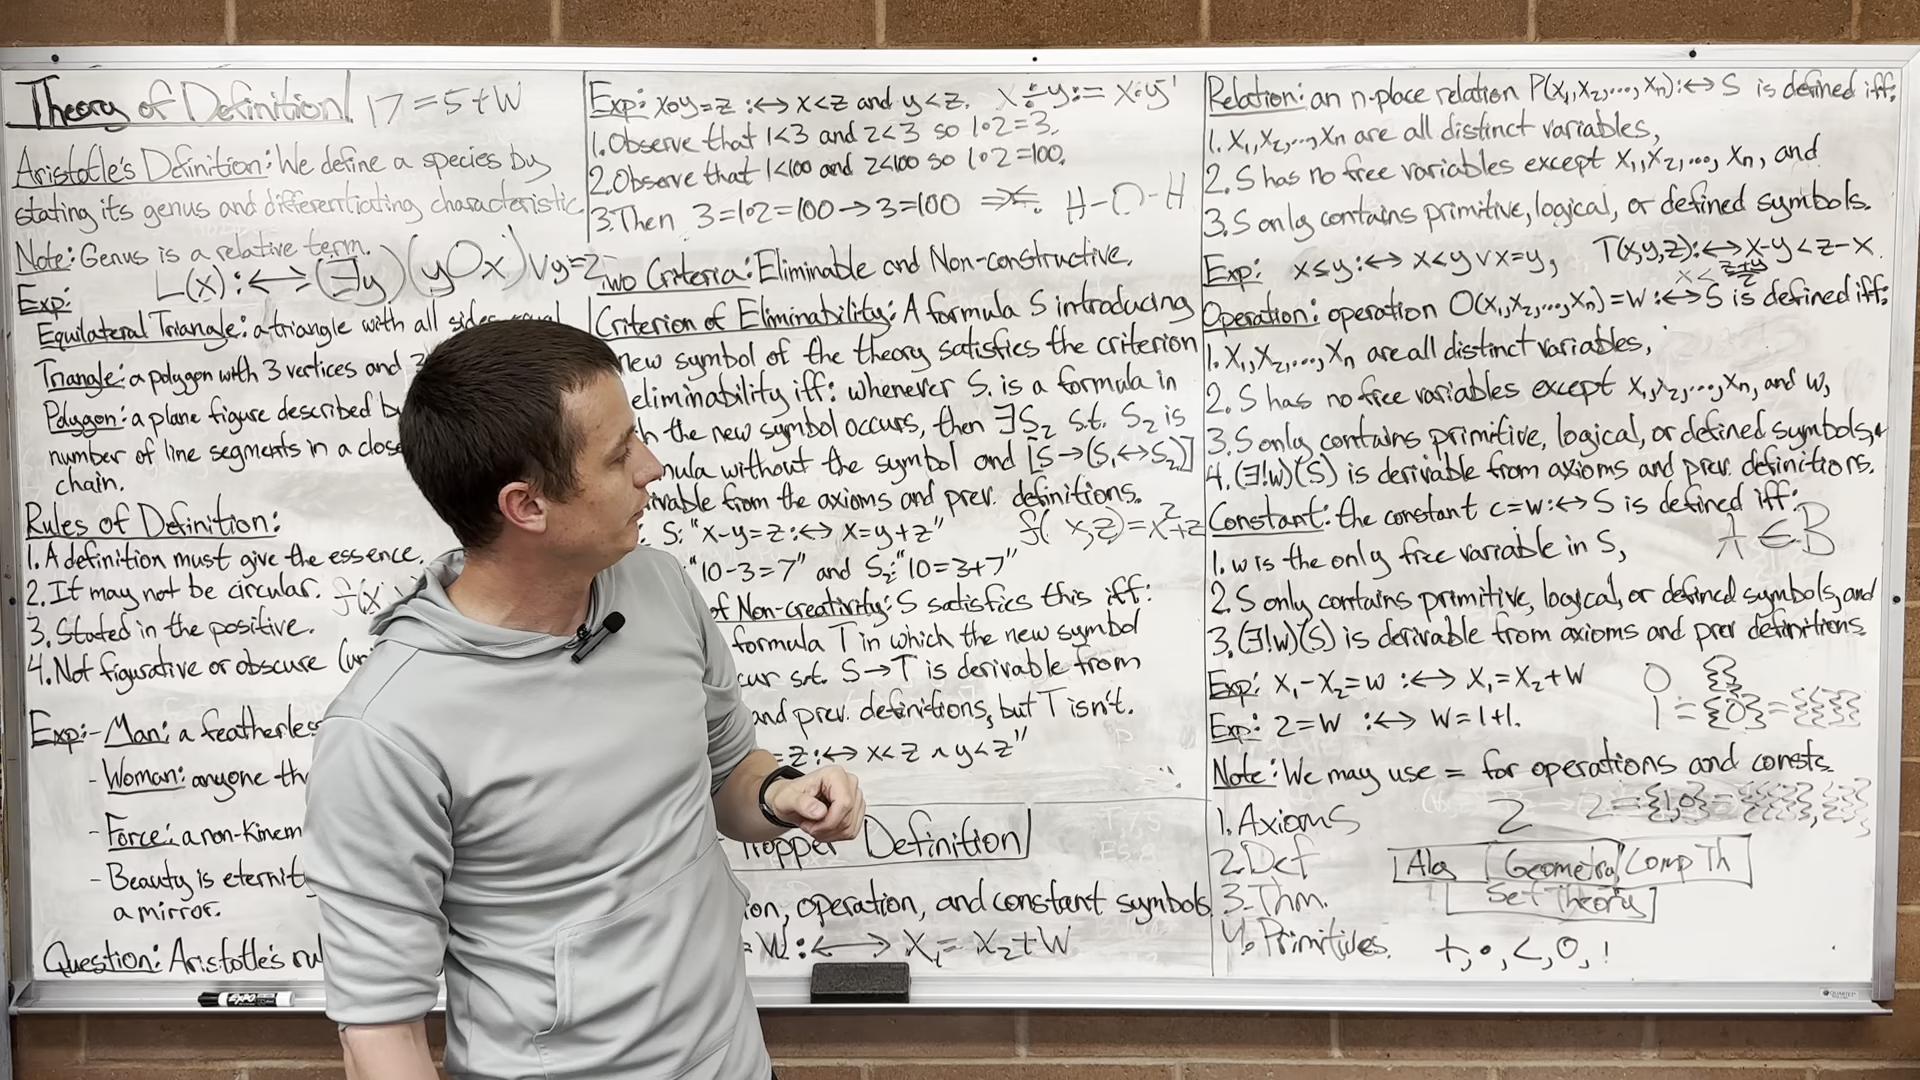 Theory of Definition 17=5+W
Aristotle's Definition: We define a species by
stating its genus and differentiating characteristic.
Note: Genus is a relative term.
L(x):⟷(∃y)(yOx)∨y=z
Exp:
Equilateral Triangle: a triangle with all sides equal
Triangle: a polygon with 3 vertices and 3
Polygon: a plane figure described by
number of line segments in a close
chain.
Rules of Definition:
1. A definition must give the essence.
2. It may not be circular. f(x
3. Stated in the positive.
4. Not figurative or obscure
Exp:- Man: a featherless
- Woman: anyone th
- Force: a non-kinem
- Beauty is eternit
a mirror.
Question: Aristotle's rul
Exp: x∘y=z :⟷ x<z and y<z. x÷y:=x·y⁻¹
1. Observe that 1<3 and 2<3 so 1∘2=3.
2. Observe that 1<100 and 2<100 so 1∘2=100.
3. Then 3=1∘2=100→3=100 H-O-H
Two Criteria: Eliminable and Non-constructive.
Criterion of Eliminability: A formula S introducing
new symbol of the theory satisfies the criterion
eliminability iff: whenever S₁ is a formula in
h the new symbol occurs, then ∃S₂ s.t. S₂ is
mula without the symbol and [S→(S₁⟷S₂)]
ivable from the axioms and prev. definitions.
S: "x-y=z:⟷ x=y+z" f( x,z)=x²+z
"10-3=7" and S₂:"10=3+7"
of Non-creativity: S satisfies this iff:
formula T in which the new symbol
cur s.t. S→T is derivable from
and prev. definitions, but T isn't.
=z:⟷ x<z ∧ y<z"
Propper Definition
ion, operation, and constant symbols
= W:⟷ X₁= X₂+W
Relation: an n-place relation P(x₁,x₂,...,xₙ):⟷ S is defined iff:
1. x₁,x₂,...,xₙ are all distinct variables,
2. S has no free variables except x₁,x₂,..., xₙ, and
3. S only contains primitive, logical, or defined symbols.
Exp: x≤y:⟷ x<y ∨ x=y, T(x,y,z):⟷ x-y<z-x
x< z+y/2
Operation: operation O(x₁,x₂,...,xₙ)=w:⟷S is defined iff:
1. x₁,x₂,...,xₙ are all distinct variables,
2. S has no free variables except x₁,x₂,...,xₙ, and w,
3. S only contains primitive, logical, or defined symbols,
4. (∃!w)(S) is derivable from axioms and prev. definitions.
Constant: the constant c=w:⟷ S is defined iff:
A∈B
1. w is the only free variable in S,
2. S only contains primitive, logical, or defined symbols, and
3. (∃!w)(S) is derivable from axioms and prev definitions.
Exp: x₁-x₂=w :⟷ x₁=x₂+w 0 {}
Exp: 2=w :⟷ w=1+1. 1={0}={{}}
Note: We may use = for operations and consts.
1. Axioms 2 2={1,0}={{{}},{}}
2. Def Alg Geometry Comp Th
3. Thm. Set Theory
4. Primitives. +,∘,<,0,1
EXPO
QUARTET